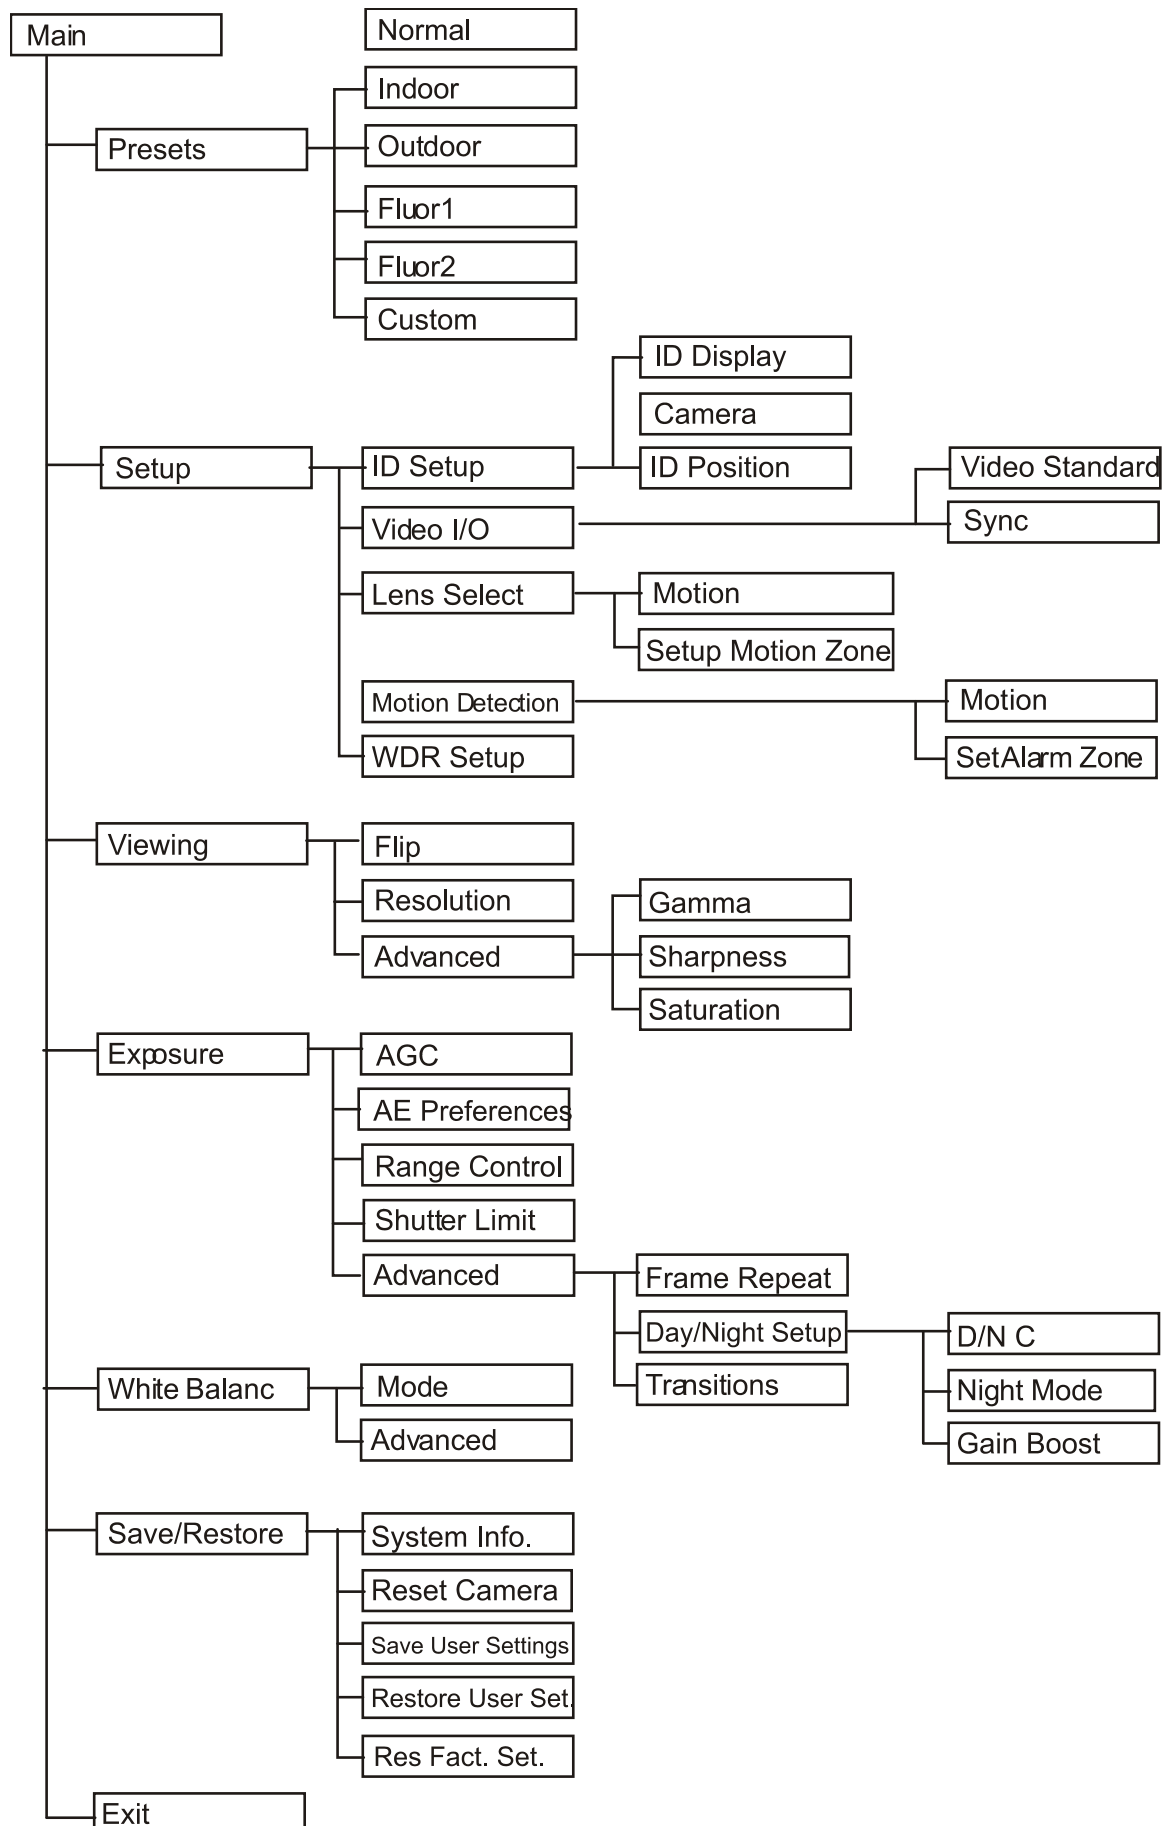 Main
Normal
Indoor
Presets
Outdoor
Fluor1
Fluor2
Custom
ID Display
Camera
Setup
ID Setup
ID Position
Video Standard
Video I/O
Sync
Lens Select
Motion
Setup Motion Zone
Motion Detection
Motion
WDR Setup
SetAlarm Zone
Viewing
Flip
Resolution
Gamma
Advanced
Sharpness
Saturation
Exposure
AGC
AE Preferences
Range Control
Shutter Limit
Advanced
Frame Repeat
Day/Night Setup
D/N C
White Balanc
Mode
Transitions
Night Mode
Advanced
Gain Boost
Save/Restore
System Info.
Reset Camera
Save User Settings
Restore User Set.
Res Fact. Set.
Exit